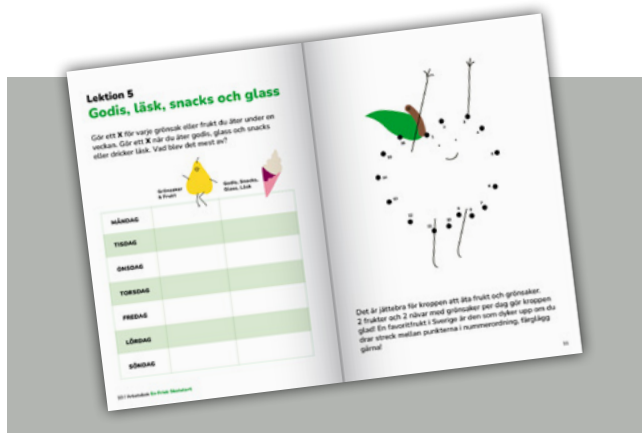 Lektion 5
Godis, läsk, snacks och glass
Gör ett X för varje grönsak eller frukt du äter under en
veckan. Gör ett X när du äter godis, glass och snacks
eller dricker läsk. Vad blev det mest av?
Grönsaker
& Frukt
Godis, Snacks,
Glass, Läsk
MÅNDAG
TISDAG
ONSDAG
TORSDAG
FREDAG
LÖRDAG
SÖNDAG
Det är jättebra för kroppen att äta frukt och grönsaker.
2 frukter och 2 nävar med grönsaker per dag gör kroppen
glad! En favoritfrukt i Sverige är den som dyker upp om du
drar streck mellan punkterna i nummerordning, färglägg
gärna!